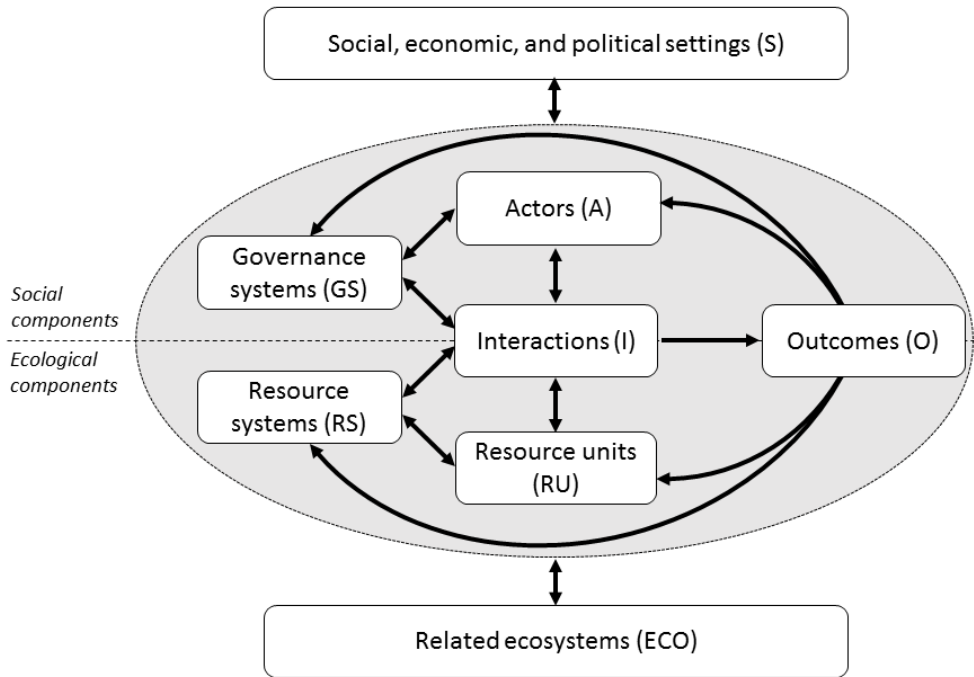 Social, economic, and political settings (S)
Actors (A)
Governance
systems (GS)
Social
components
Interactions (I)
Outcomes (O)
Ecological
components
Resource
systems (RS)
Resource units
(RU)
Related ecosystems (ECO)